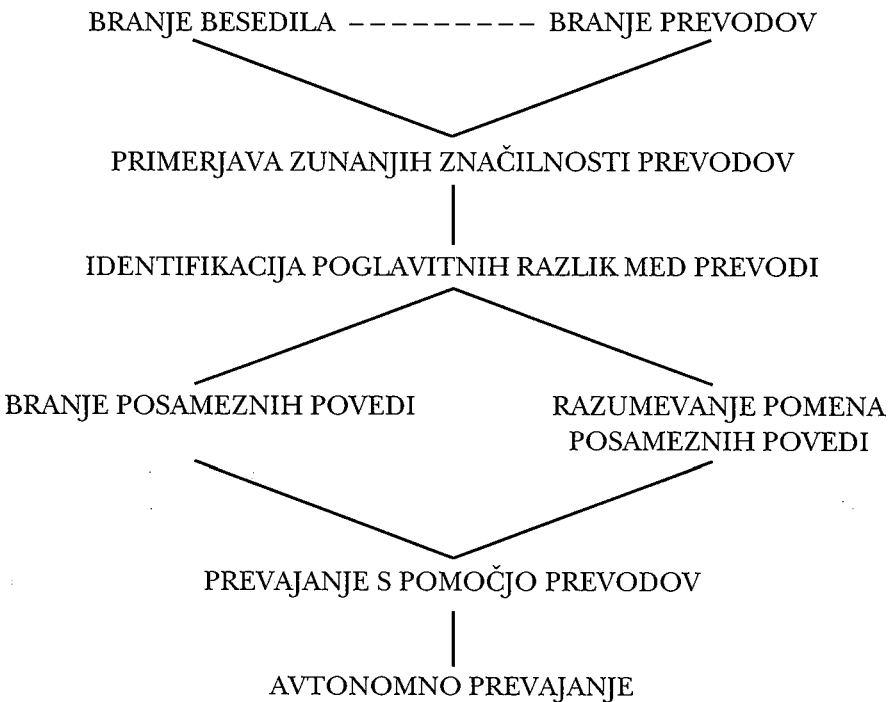 BRANJE BESEDILA – – – – – – – – – BRANJE PREVODOV
PRIMERJAVA ZUNANJIH ZNAČILNOSTI PREVODOV
IDENTIFIKACIJA POGLAVITNIH RAZLIK MED PREVODI
BRANJE POSAMEZNIH POVEDI
RAZUMEVANJE POMENA
POSAMEZNIH POVEDI
PREVAJANJE S POMOČJO PREVODOV
AVTONOMNO PREVAJANJE